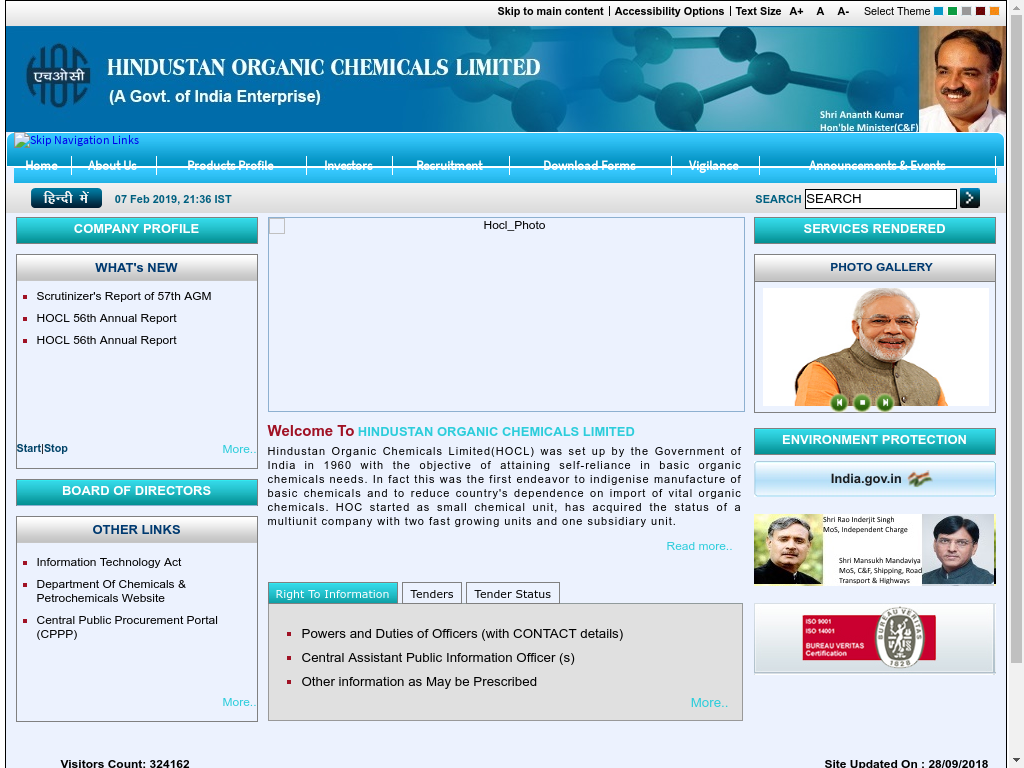 Skip to main content | Accessibility Options | Text Size A+ A A- Select Theme
एचओसी
HINDUSTAN ORGANIC CHEMICALS LIMITED
(A Govt. of India Enterprise)
Shri Ananth Kumar
Hon'ble Minister(C&F)
Skip Navigation Links
Home About Us Products Profile Investors Recruitment Download Forms Vigilance Announcements & Events
हिन्दी में 07 Feb 2019, 21:36 IST SEARCH SEARCH
COMPANY PROFILE
WHAT's NEW
Scrutinizer's Report of 57th AGM
HOCL 56th Annual Report
HOCL 56th Annual Report
Start|Stop More..
BOARD OF DIRECTORS
OTHER LINKS
Information Technology Act
Department Of Chemicals &
Petrochemicals Website
Central Public Procurement Portal
(CPPP)
More..
Hocl_Photo
Welcome To HINDUSTAN ORGANIC CHEMICALS LIMITED
Hindustan Organic Chemicals Limited(HOCL) was set up by the Government of
India in 1960 with the objective of attaining self-reliance in basic organic
chemicals needs. In fact this was the first endeavor to indigenise manufacture of
basic chemicals and to reduce country's dependence on import of vital organic
chemicals. HOC started as small chemical unit, has acquired the status of a
multiunit company with two fast growing units and one subsidiary unit.
Read more..
Right To Information Tenders Tender Status
Powers and Duties of Officers (with CONTACT details)
Central Assistant Public Information Officer (s)
Other information as May be Prescribed
More..
SERVICES RENDERED
PHOTO GALLERY
ENVIRONMENT PROTECTION
India.gov.in
Shri Rao Inderjit Singh
MoS, Independent Charge
Shri Mansukh Mandaviya
MoS, C&F, Shipping, Road
Transport & Highways
ISO 9001
ISO 14001
BUREAU VERITAS
Certification
BUREAU VERITAS
1828
Visitors Count: 324162 Site Updated On : 28/09/2018